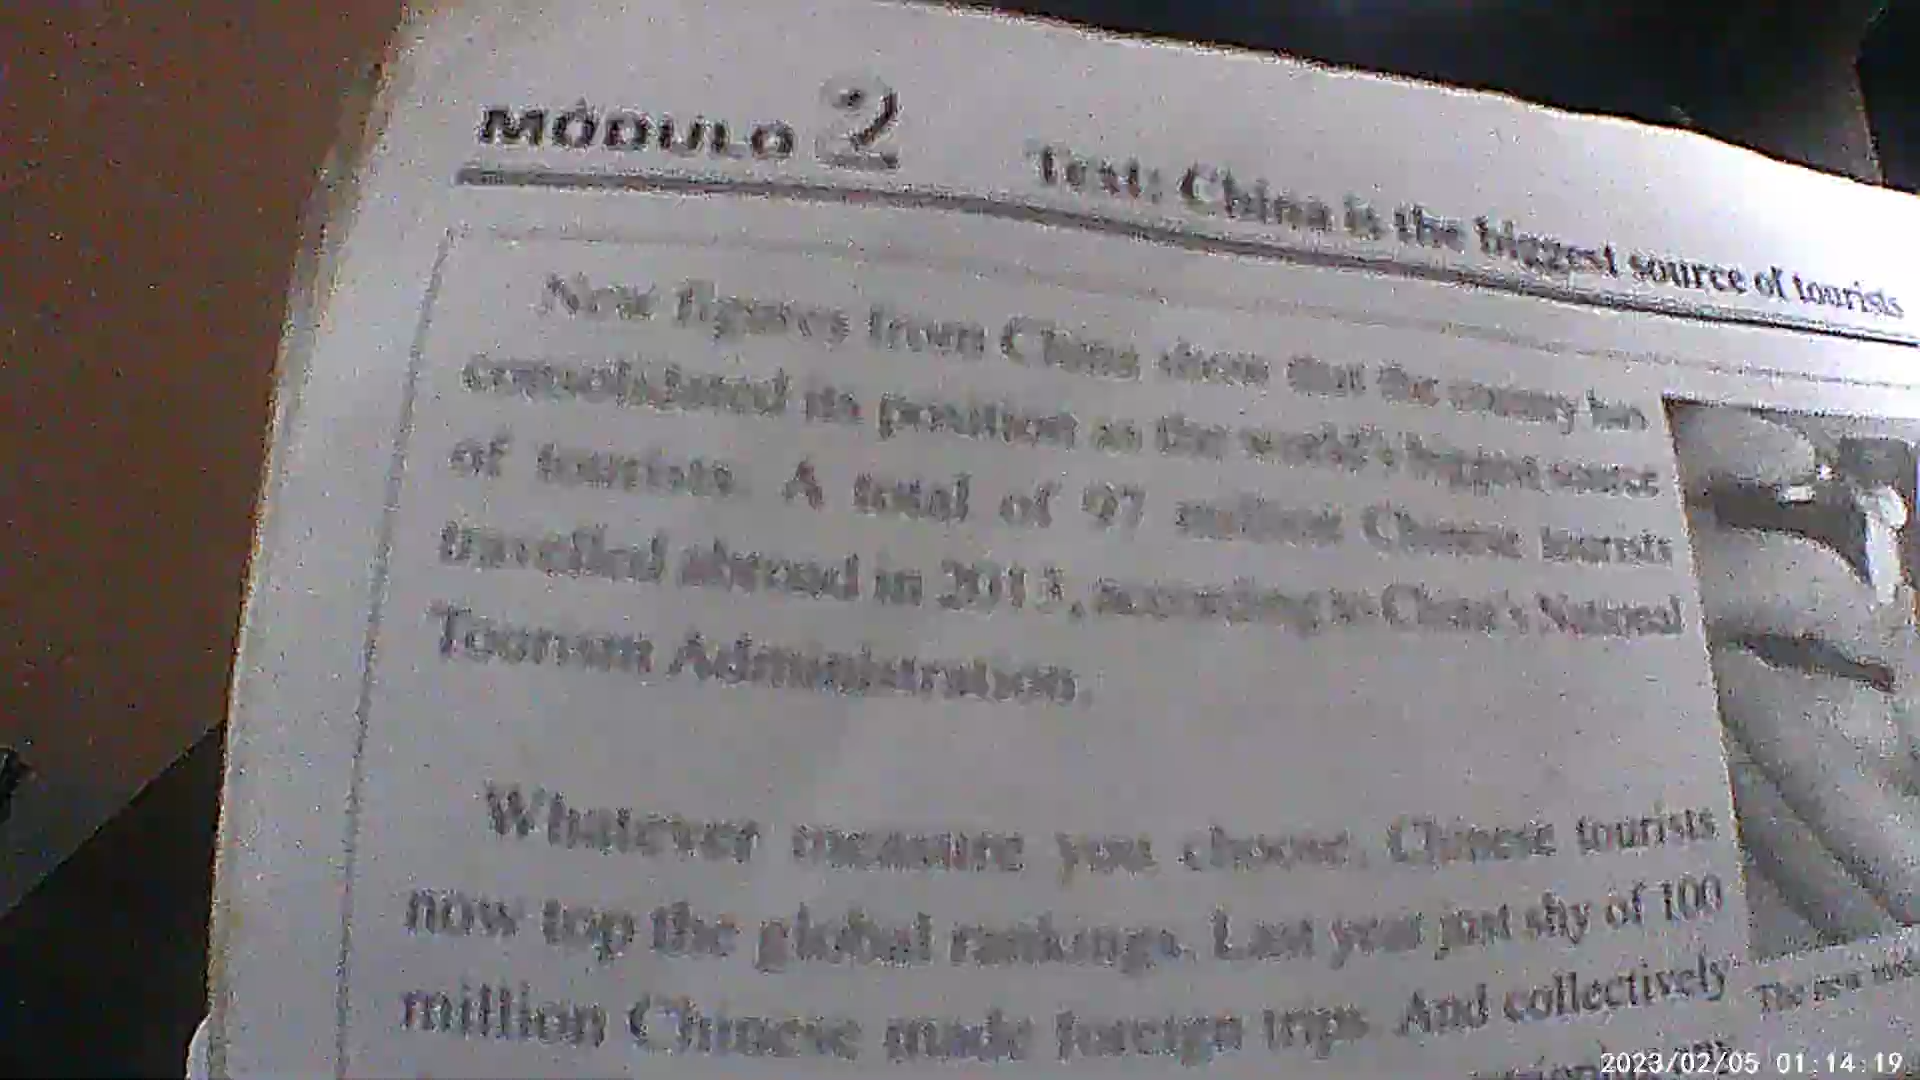 MÓDULO 2
Text: China is the biggest source of tourists
New figures from China show that the country has
consolidated its position as the world's biggest source
of tourists. A total of 97 million Chinese tourists
travelled abroad in 2013, according to China's National
Tourism Administration.
Whatever measure you choose, Chinese tourists
now top the global rankings. Last year just shy of 100
million Chinese made foreign trips. And collectively
The new
2023/02/05 01:14:19